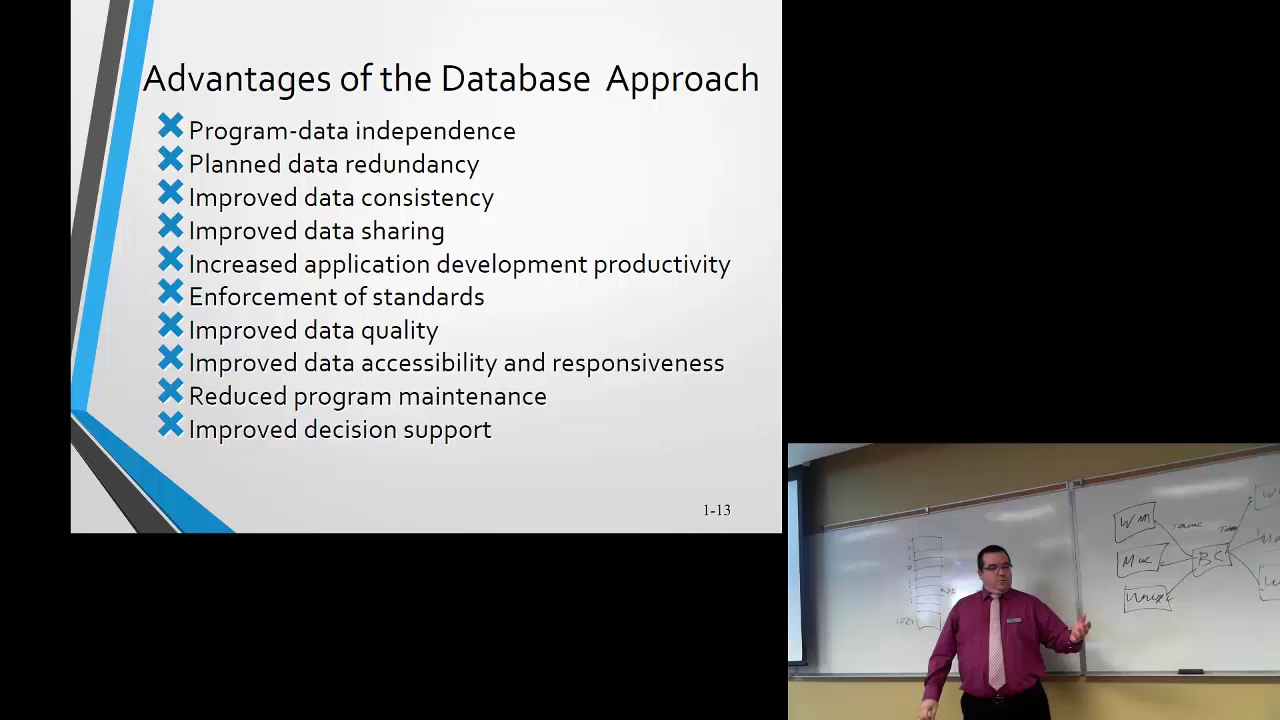 Advantages of the Database Approach
Program-data independence
Planned data redundancy
Improved data consistency
Improved data sharing
Increased application development productivity
Enforcement of standards
Improved data quality
Improved data accessibility and responsiveness
Reduced program maintenance
Improved decision support
1-13
BC